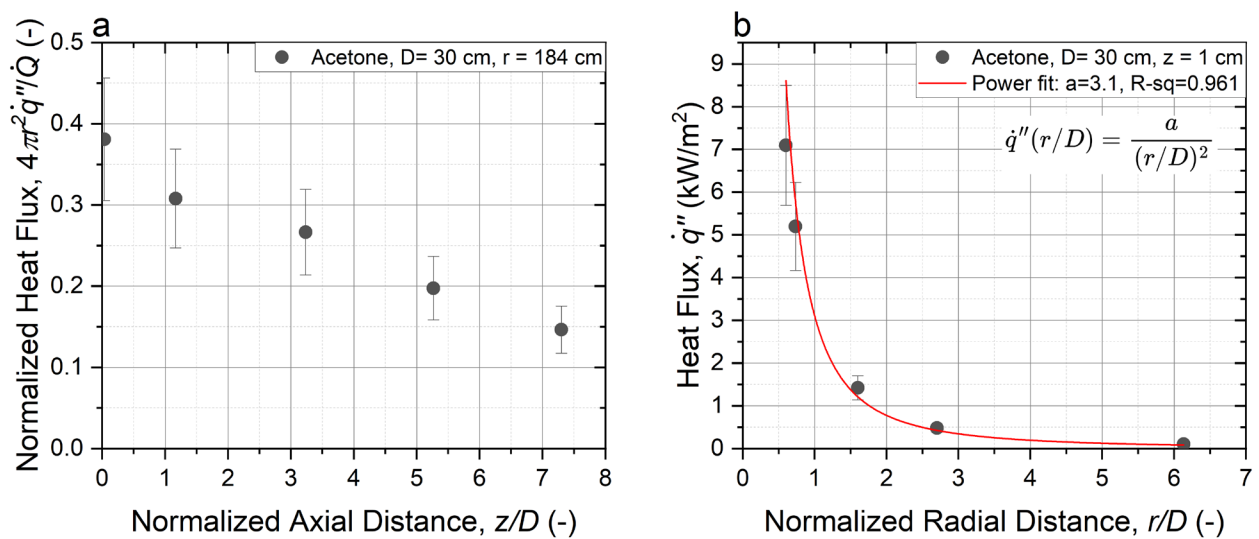 a
Normalized Heat Flux, 4πr²q̇″/Q̇ (-)
0.5
0.4
0.3
0.2
0.1
0.0
Acetone, D= 30 cm, r = 184 cm
0 1 2 3 4 5 6 7 8
Normalized Axial Distance, z/D (-)
b
Heat Flux, q̇″ (kW/m²)
9
8
7
6
5
4
3
2
1
0
Acetone, D= 30 cm, z = 1 cm
Power fit: a=3.1, R-sq=0.961
q̇″(r/D) = a/(r/D)²
0 1 2 3 4 5 6 7
Normalized Radial Distance, r/D (-)